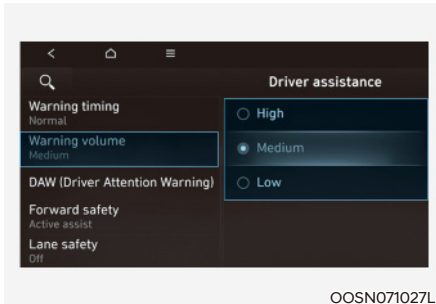 Driver assistance
Warning timing
Normal
Warning volume
Medium
DAW (Driver Attention Warning)
Forward safety
Active assist
Lane safety
Off
High
Medium
Low
OOSN071027L